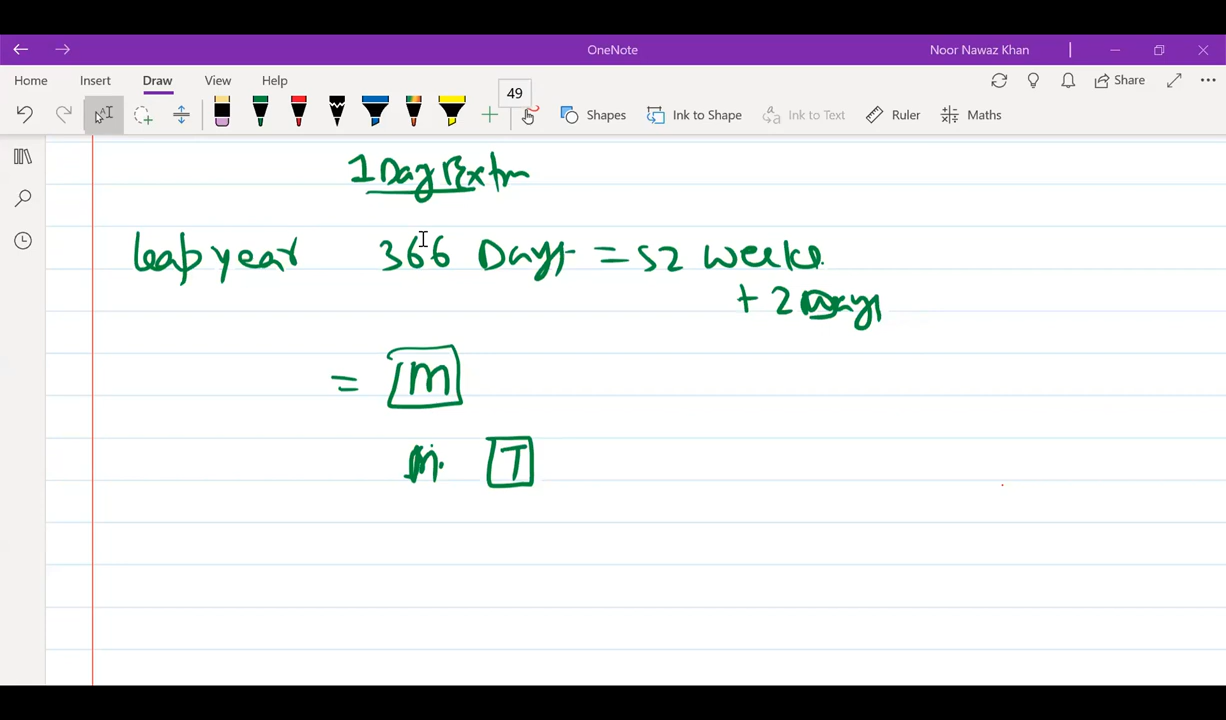 OneNote
Noor Nawaz Khan
Home Insert Draw View Help
49
Share
Shapes
Ink to Shape
Ink to Text
Ruler
Maths
1 Day Extra
leap year 366 Days = 52 weeks
+ 2 Days
= M
M. T